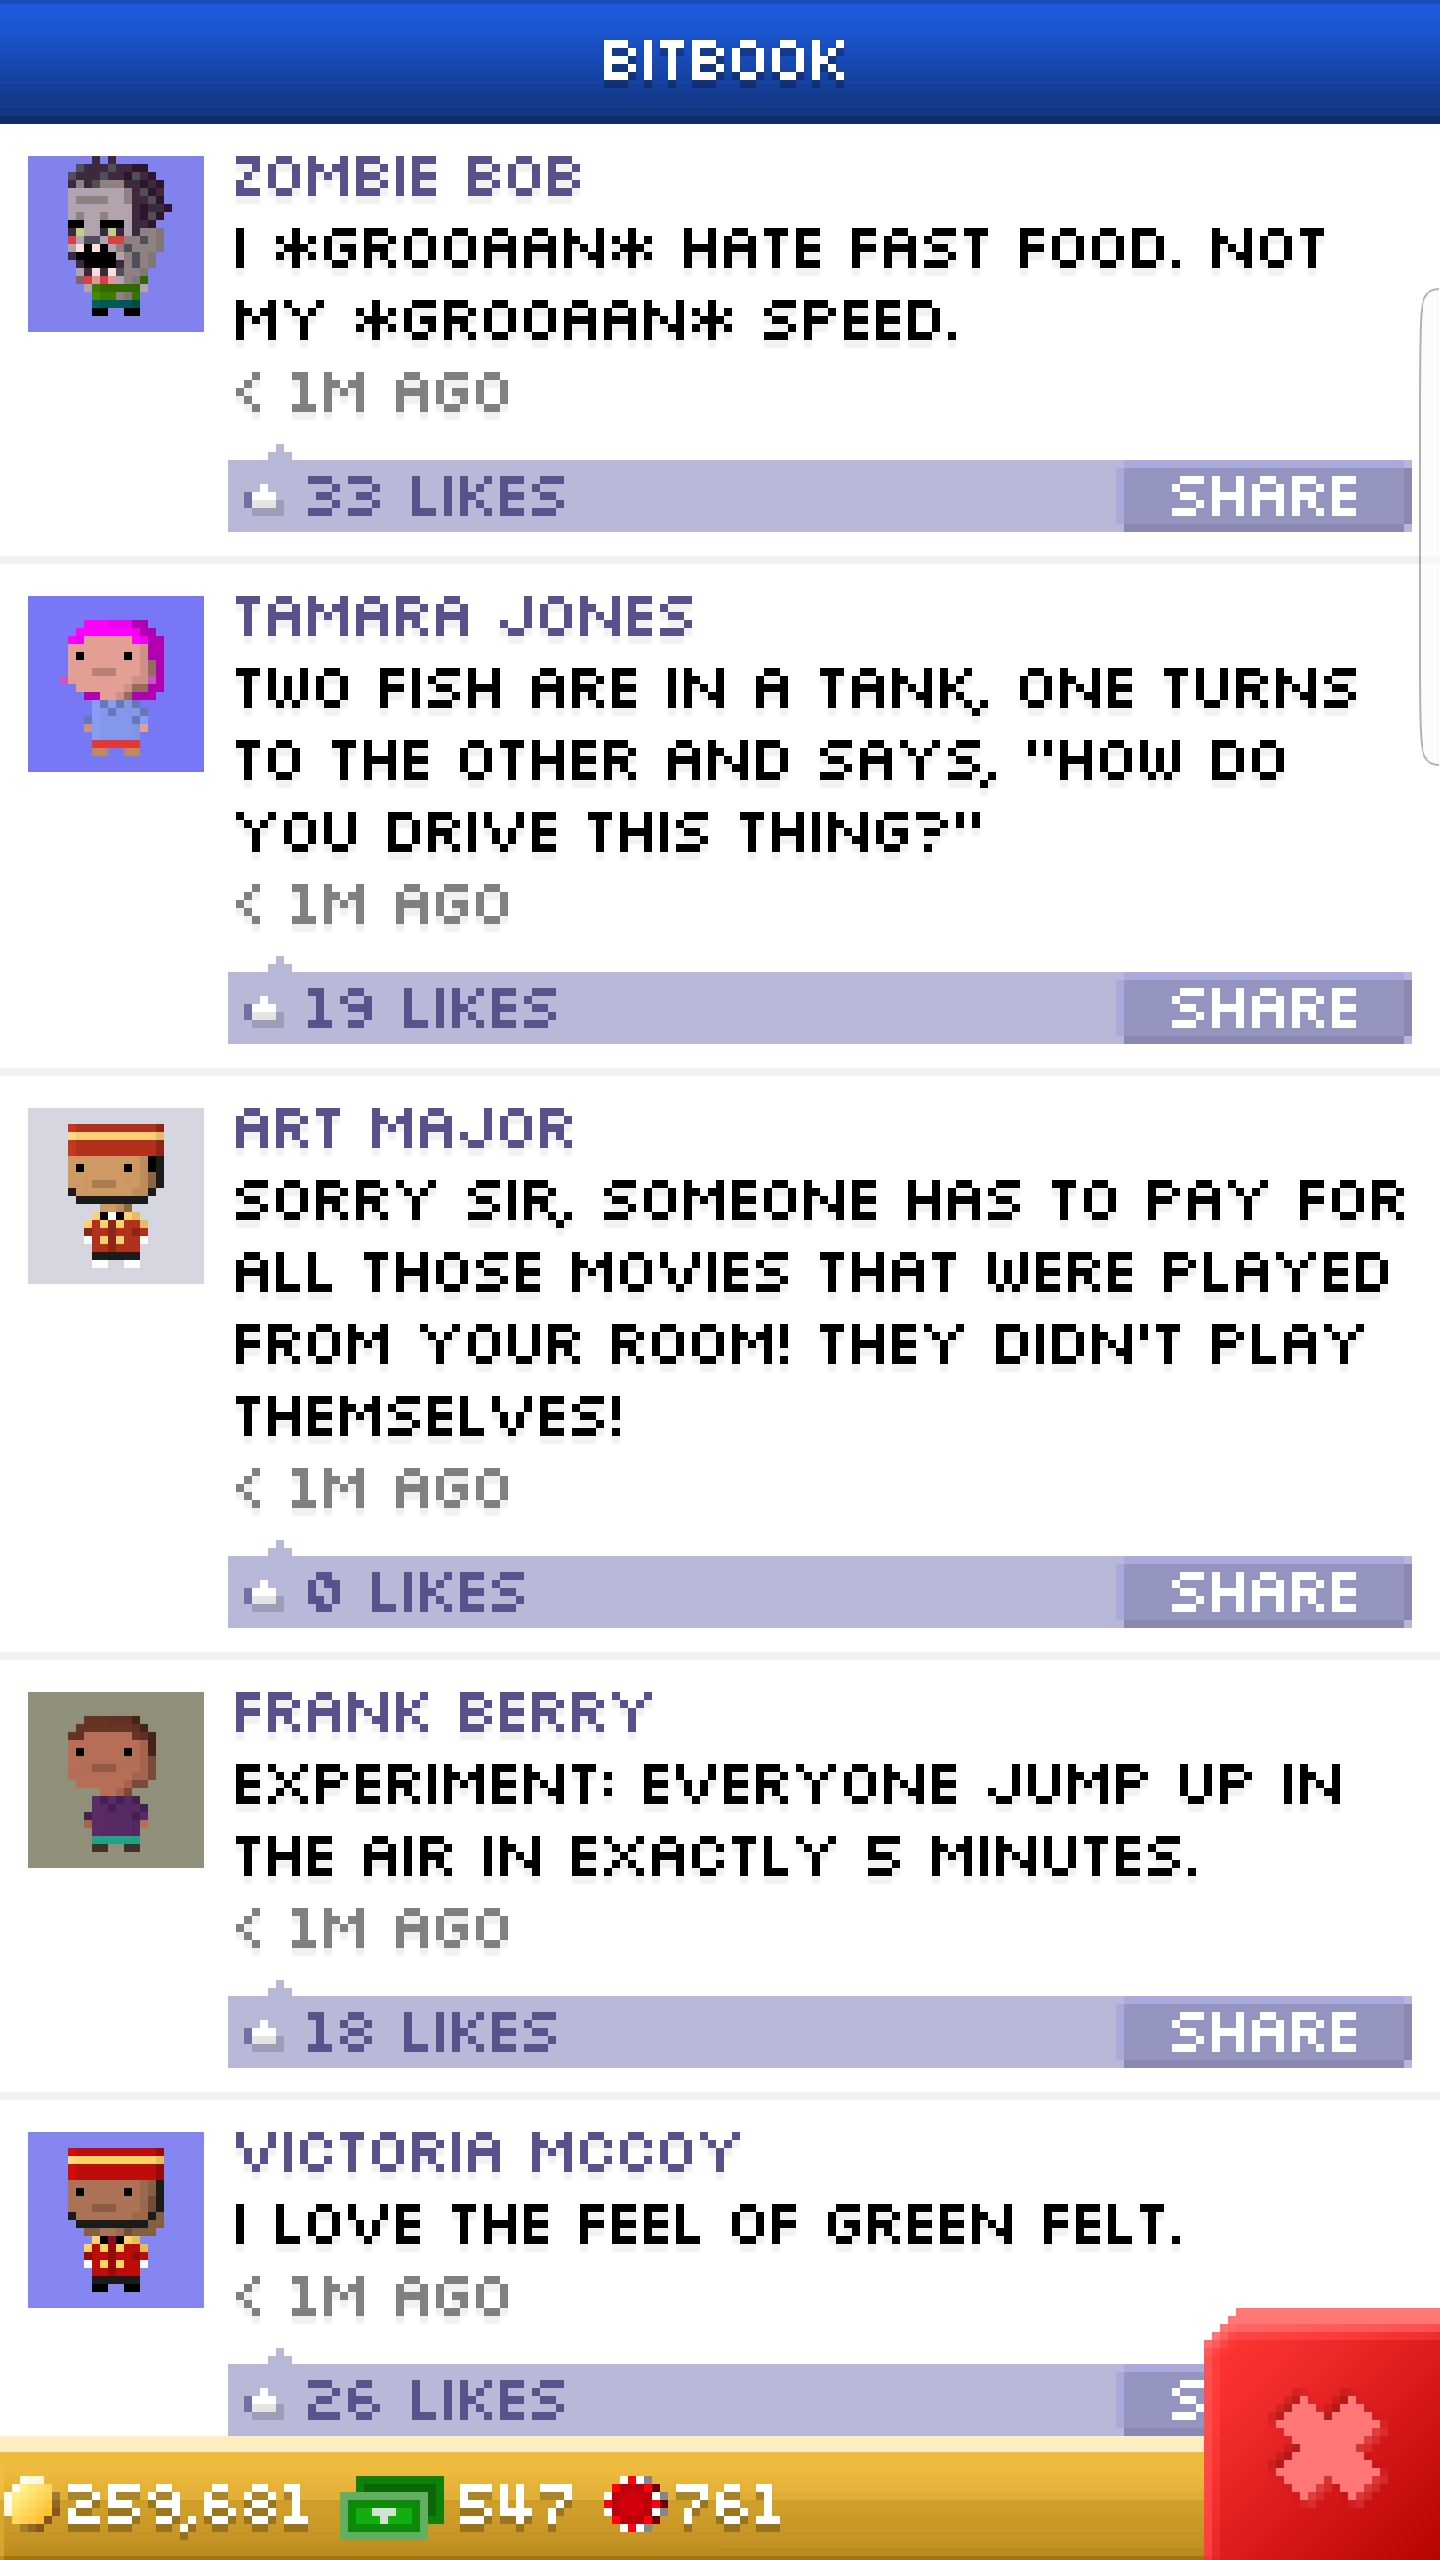 BITBOOK
ZOMBIE BOB
I *GROOAAN* HATE FAST FOOD. NOT
MY *GROOAAN* SPEED.
< 1M AGO
33 LIKES SHARE
TAMARA JONES
TWO FISH ARE IN A TANK, ONE TURNS
TO THE OTHER AND SAYS, "HOW DO
YOU DRIVE THIS THING?"
< 1M AGO
19 LIKES SHARE
ART MAJOR
SORRY SIR, SOMEONE HAS TO PAY FOR
ALL THOSE MOVIES THAT WERE PLAYED
FROM YOUR ROOM! THEY DIDN'T PLAY
THEMSELVES!
< 1M AGO
0 LIKES SHARE
FRANK BERRY
EXPERIMENT: EVERYONE JUMP UP IN
THE AIR IN EXACTLY 5 MINUTES.
< 1M AGO
18 LIKES SHARE
VICTORIA MCCOY
I LOVE THE FEEL OF GREEN FELT.
< 1M AGO
26 LIKES S
259,681 547 761